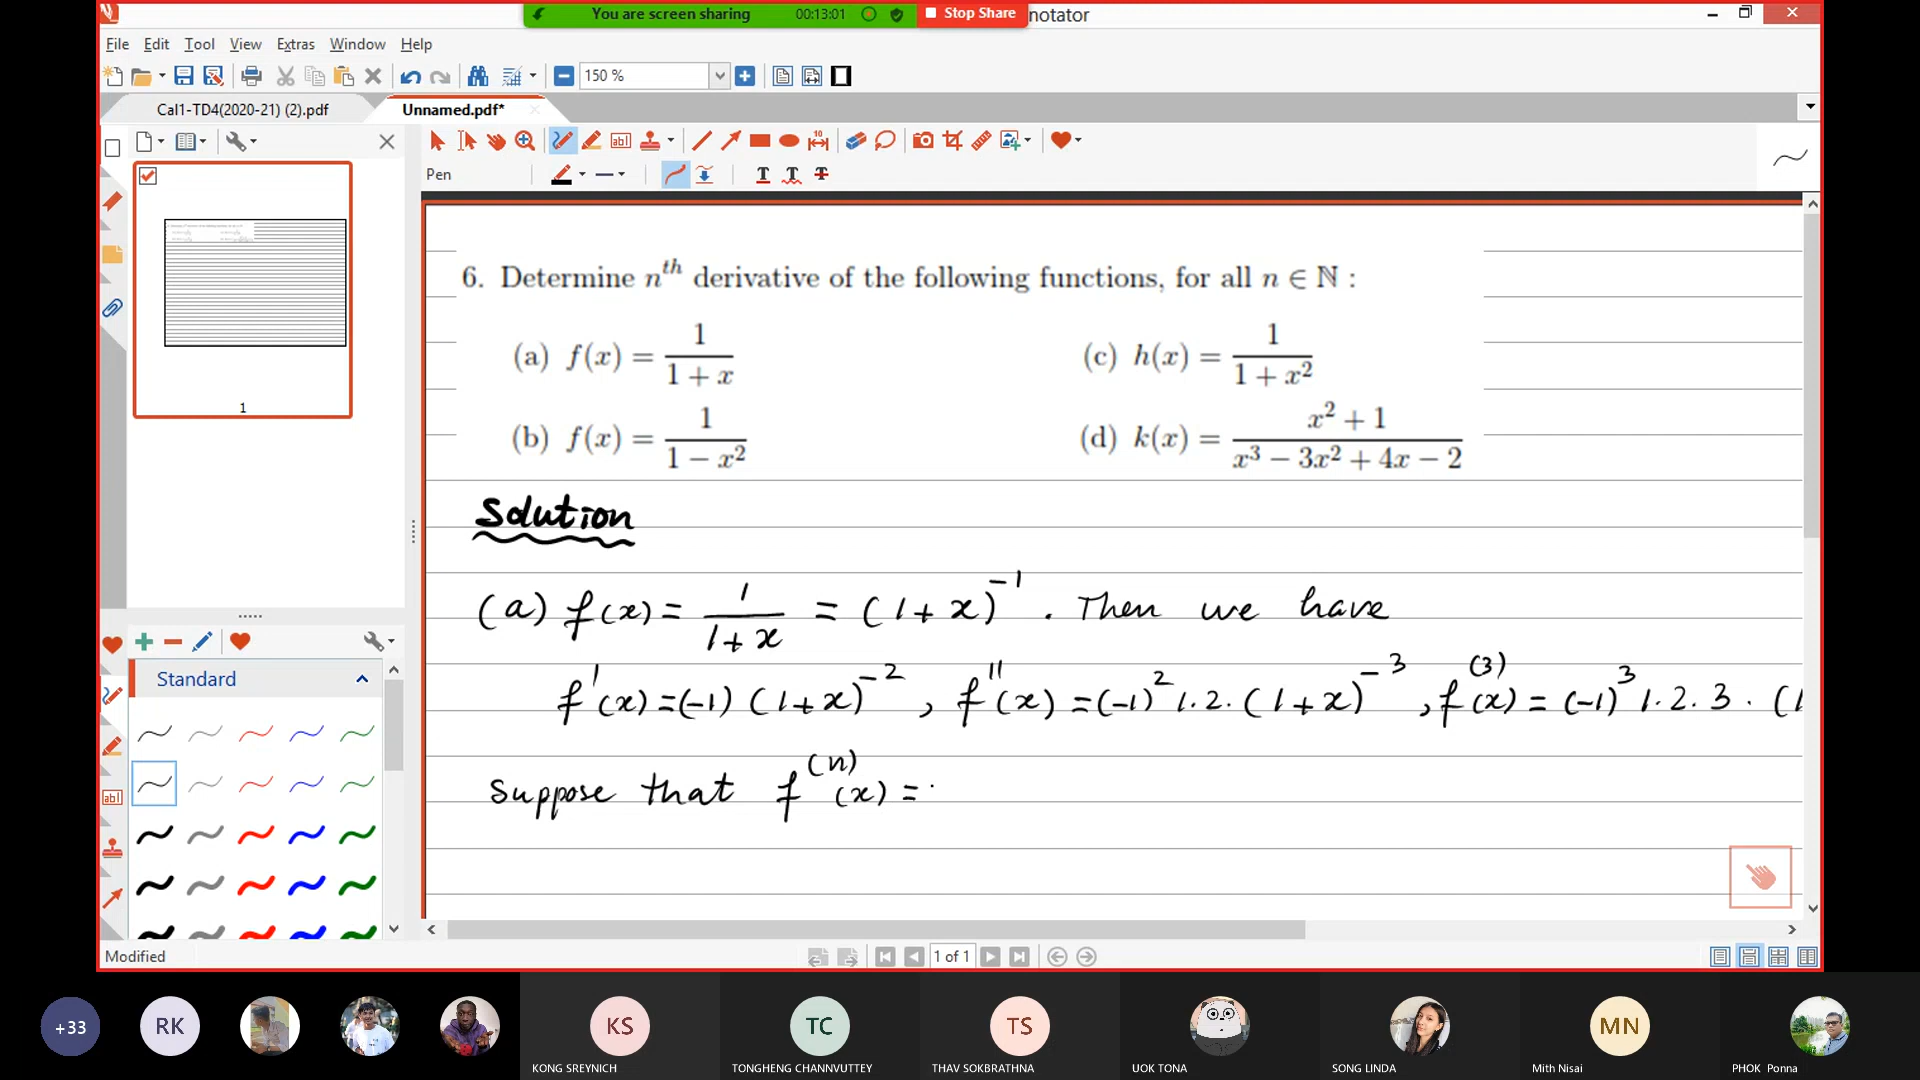 You are screen sharing 00:13:01 Stop Share notator
File Edit Tool View Extras Window Help
150 %
Cal1-TD4(2020-21) (2).pdf Unnamed.pdf*
Pen
6. Determine n^th derivative of the following functions, for all n ∈ ℕ :
(a) f(x) = 1/(1 + x)
(c) h(x) = 1/(1 + x²)
(b) f(x) = 1/(1 − x²)
(d) k(x) = (x² + 1)/(x³ − 3x² + 4x − 2)
Solution
(a) f(x) = 1/(1+x) = (1+x)^-1 . Then we have
f'(x) = (-1) (1+x)^-2 , f''(x) = (-1)^2 1.2. (1+x)^-3 , f^(3)(x) = (-1)^3 1.2.3 . (1
Suppose that f^(n)(x) =
1
Standard
Modified
1 of 1
+33 RK KS TC TS MN
KONG SREYNICH TONGHENG CHANNVUTTEY THAV SOKBRATHNA UOK TONA SONG LINDA Mith Nisai PHOK Ponna